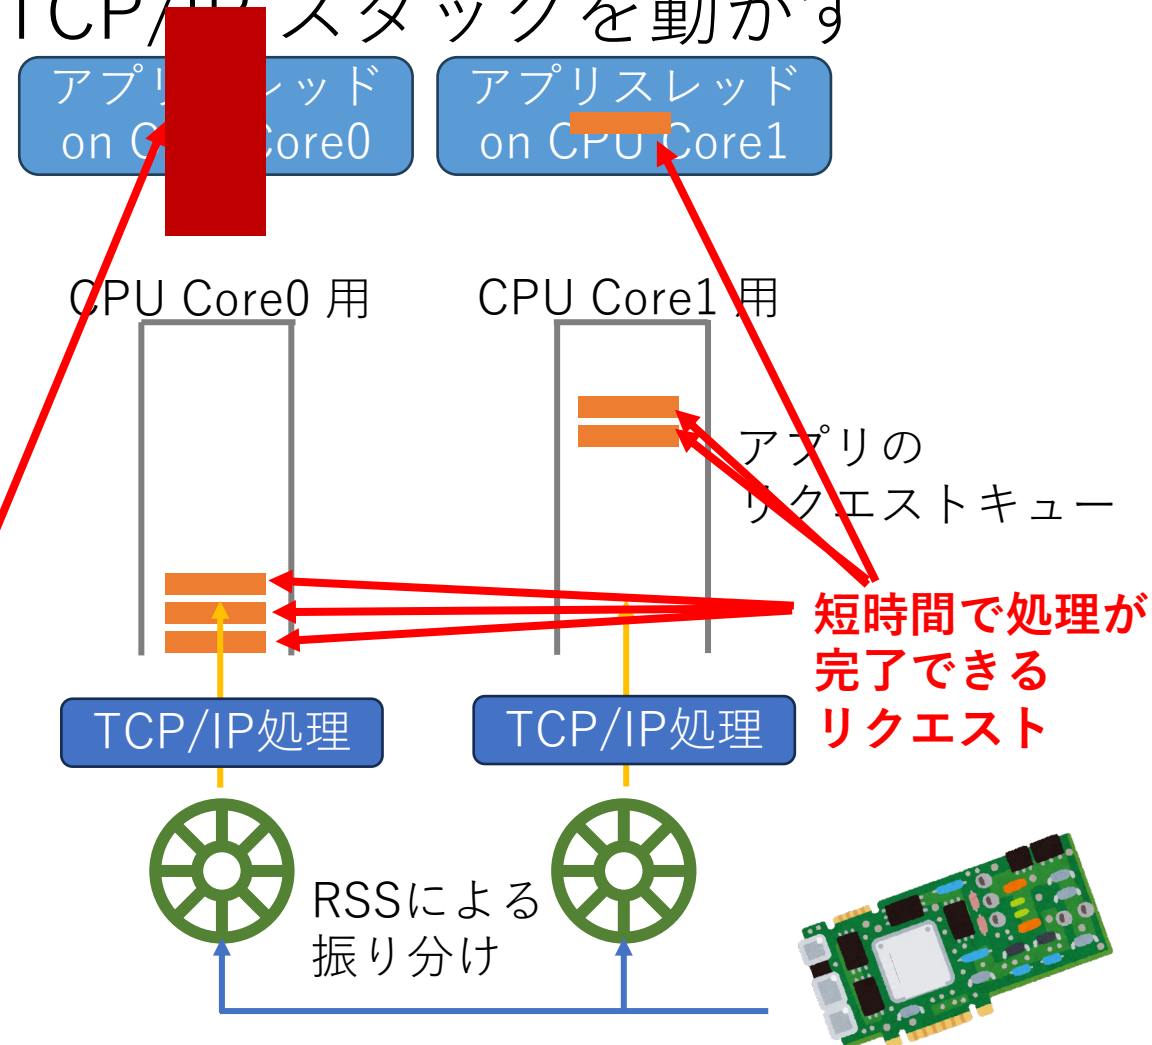 TCP/IP スタックを動かす
アプリ レッド
on C Core0
アプリスレッド
on CPU Core1
CPU Core0 用
CPU Core1 用
アプリの
リクエストキュー
短時間で処理が
完了できる
リクエスト
TCP/IP処理
TCP/IP処理
RSSによる
振り分け